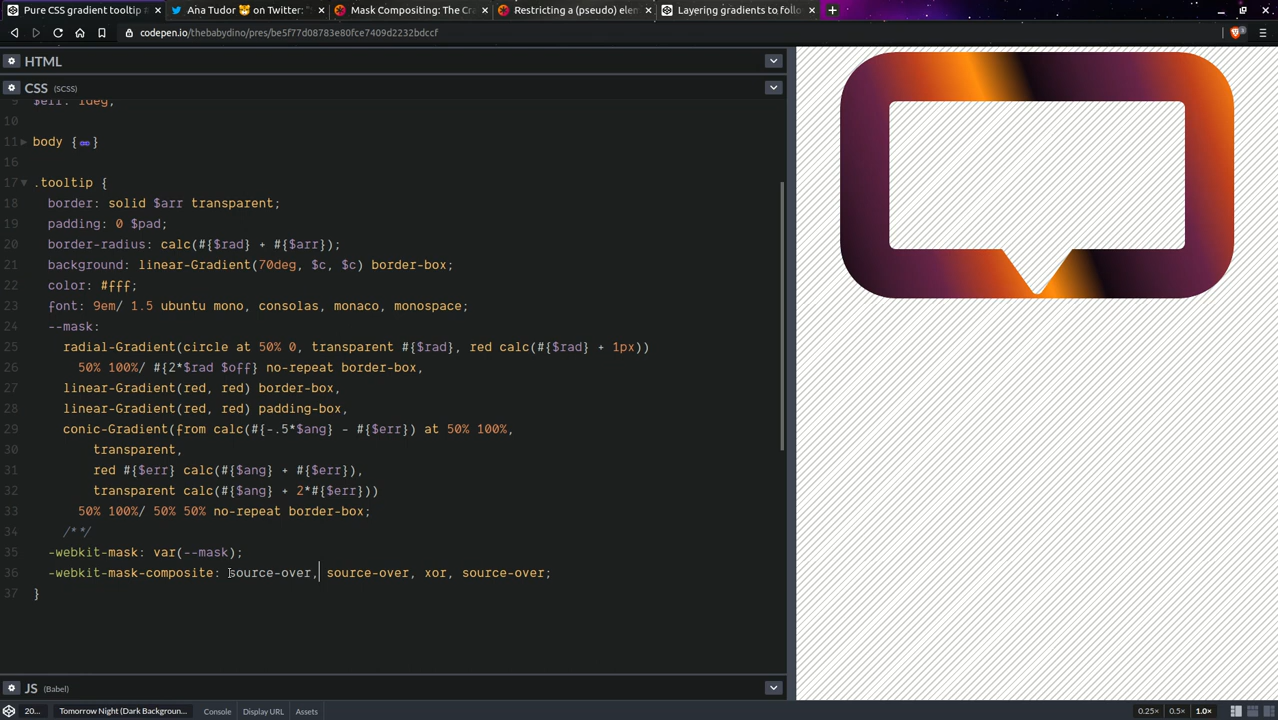 Pure CSS gradient tooltip × Ana Tudor 🐯 on Twitter: " × Mask Compositing: The Cr × Restricting a (pseudo) elem × Layering gradients to follo × +
codepen.io/thebabydino/pres/be5f77d08783e80fce7409d2232bdccf
HTML
CSS (SCSS)
9 $err: 1deg;
10
11 body { }
16
17 .tooltip {
18 border: solid $arr transparent;
19 padding: 0 $pad;
20 border-radius: calc(#{$rad} + #{$arr});
21 background: linear-Gradient(70deg, $c, $c) border-box;
22 color: #fff;
23 font: 9em/ 1.5 ubuntu mono, consolas, monaco, monospace;
24 --mask:
25 radial-Gradient(circle at 50% 0, transparent #{$rad}, red calc(#{$rad} + 1px))
26 50% 100%/ #{2*$rad $off} no-repeat border-box,
27 linear-Gradient(red, red) border-box,
28 linear-Gradient(red, red) padding-box,
29 conic-Gradient(from calc(#{-.5*$ang} - #{$err}) at 50% 100%,
30 transparent,
31 red #{$err} calc(#{$ang} + #{$err}),
32 transparent calc(#{$ang} + 2*#{$err}))
33 50% 100%/ 50% 50% no-repeat border-box;
34 /**/
35 -webkit-mask: var(--mask);
36 -webkit-mask-composite: source-over, source-over, xor, source-over;
37 }
JS (Babel)
20... Tomorrow Night (Dark Backgroun... Console Display URL Assets 0.25× 0.5× 1.0×